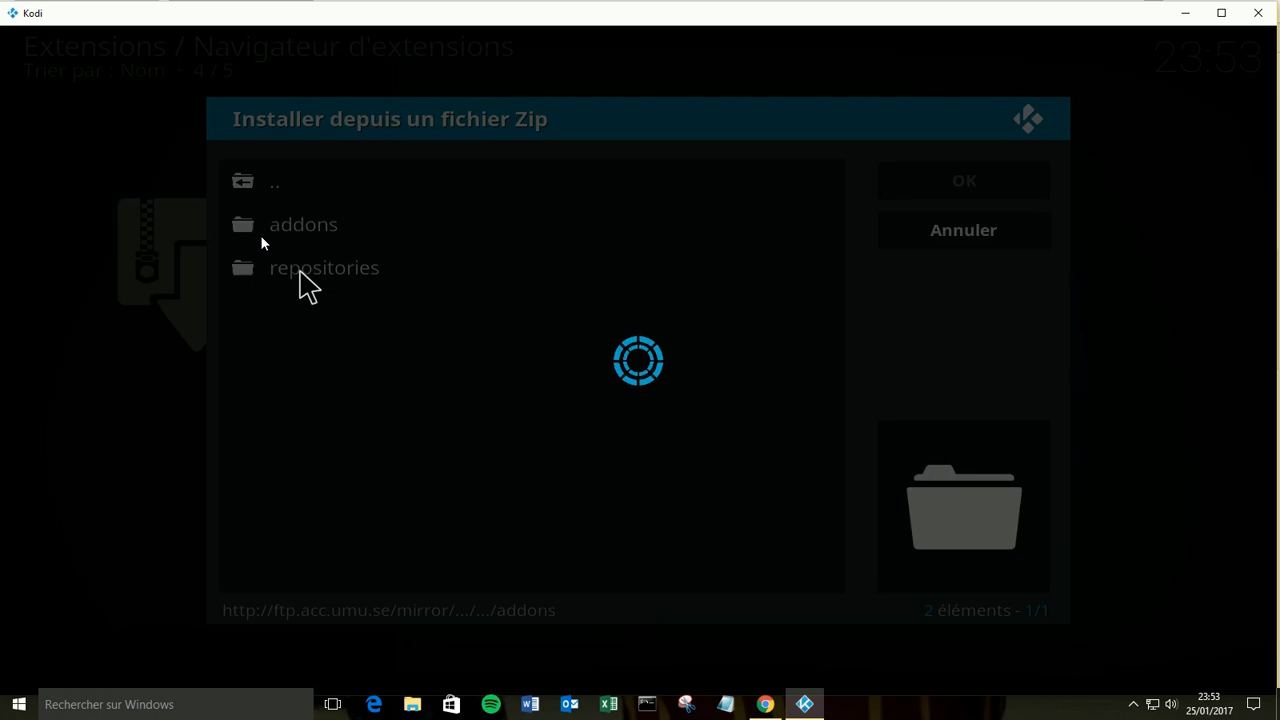 Kodi
Extensions / Navigateur d'extensions
Trier par : Nom · 4 / 5
23:53
Installer depuis un fichier Zip
..
addons
repositories
OK
Annuler
http://ftp.acc.umu.se/mirror/.../.../addons
2 éléments - 1/1
Rechercher sur Windows
23:53
25/01/2017